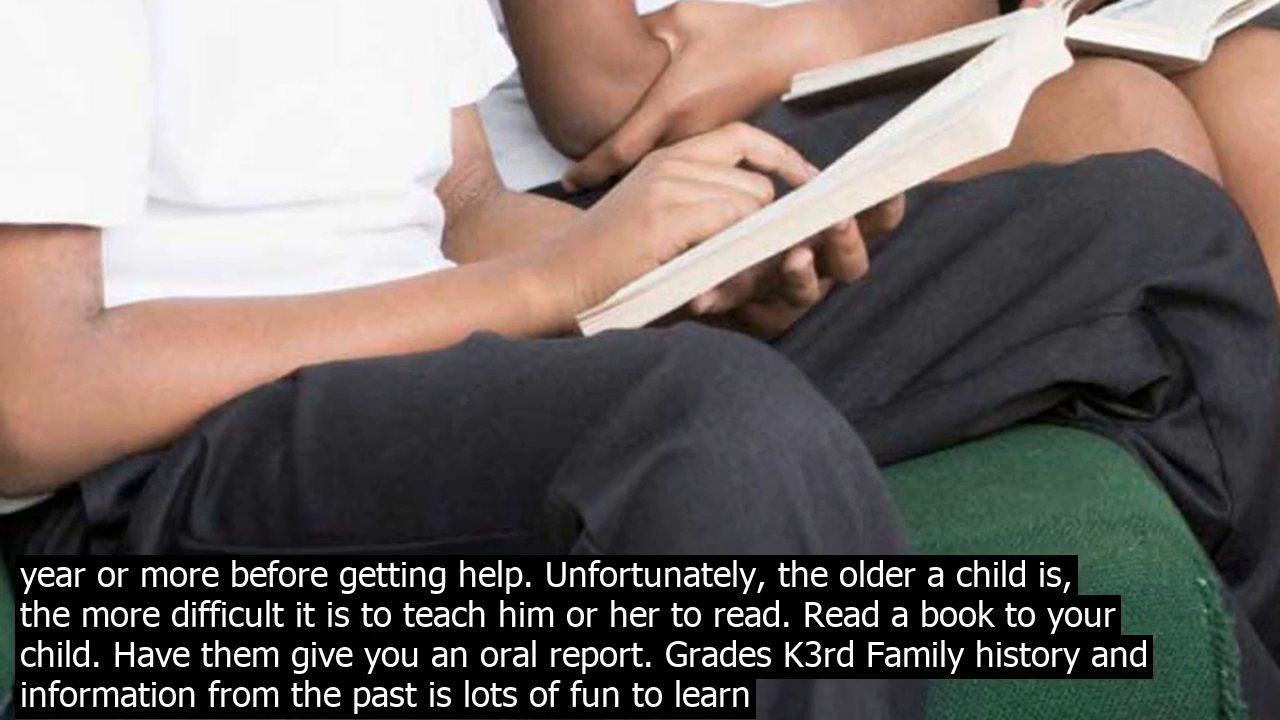 year or more before getting help. Unfortunately, the older a child is,
the more difficult it is to teach him or her to read. Read a book to your
child. Have them give you an oral report. Grades K3rd Family history and
information from the past is lots of fun to learn